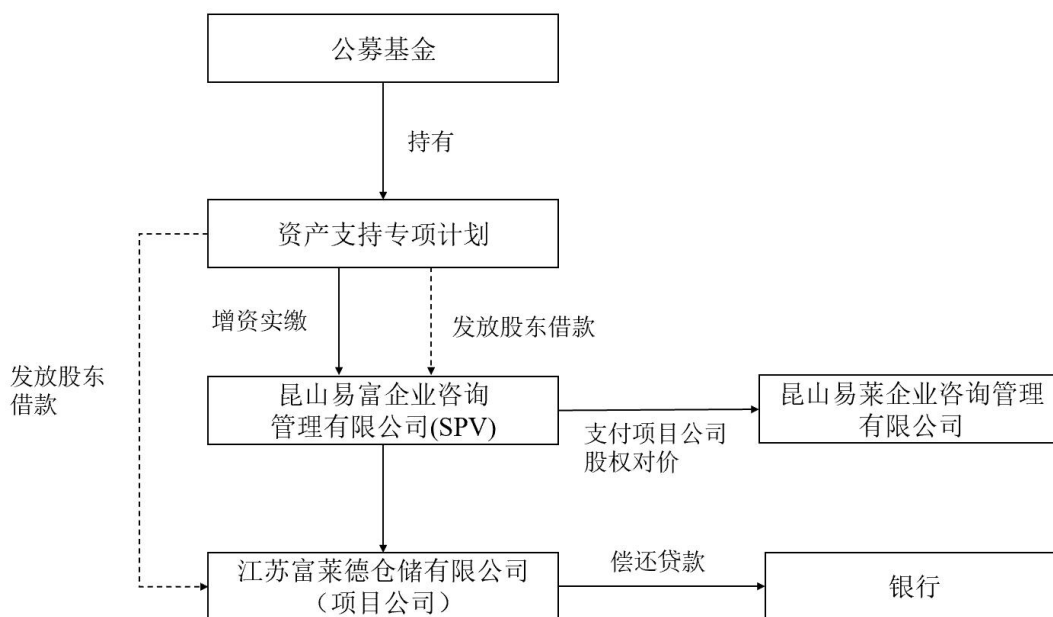 公募基金
持有
资产支持专项计划
增资实缴
发放股东借款
发放股东
借款
昆山易富企业咨询
管理有限公司(SPV)
支付项目公司
股权对价
昆山易莱企业咨询管理
有限公司
江苏富莱德仓储有限公司
（项目公司）
偿还贷款
银行